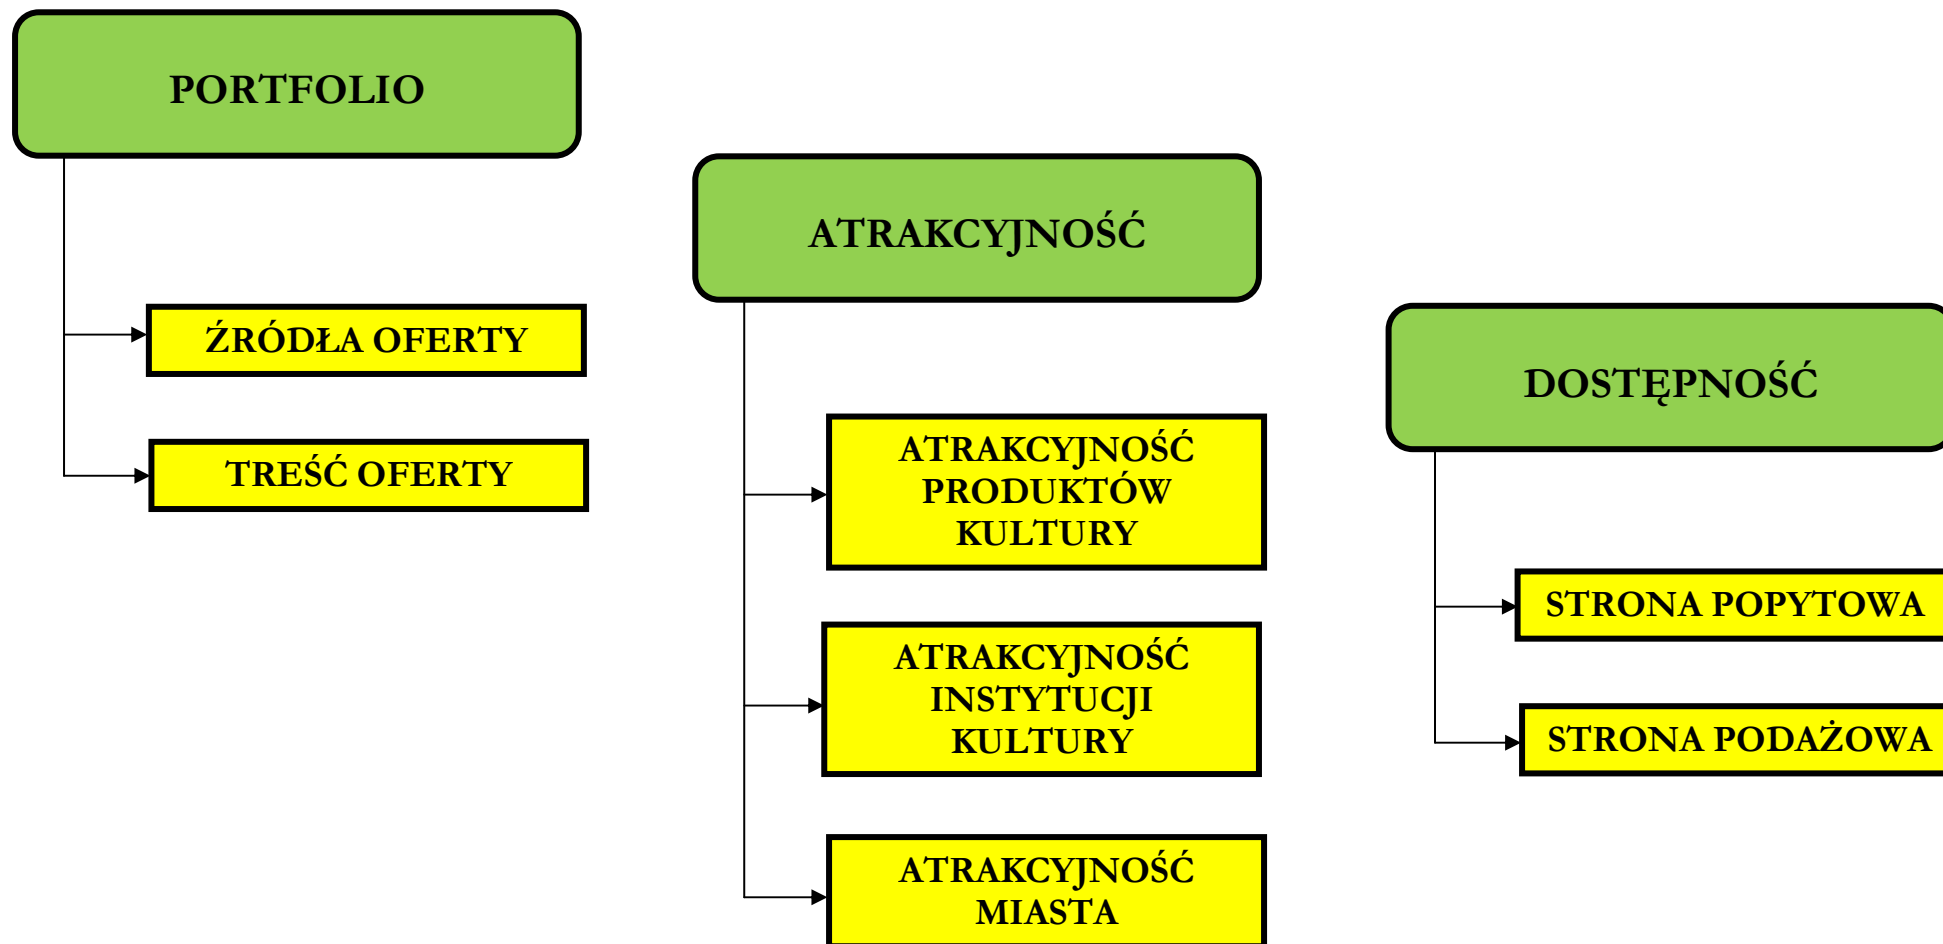 PORTFOLIO
ŹRÓDŁA OFERTY
TREŚĆ OFERTY
ATRAKCYJNOŚĆ
ATRAKCYJNOŚĆ
PRODUKTÓW
KULTURY
ATRAKCYJNOŚĆ
INSTYTUCJI
KULTURY
ATRAKCYJNOŚĆ
MIASTA
DOSTĘPNOŚĆ
STRONA POPYTOWA
STRONA PODAŻOWA